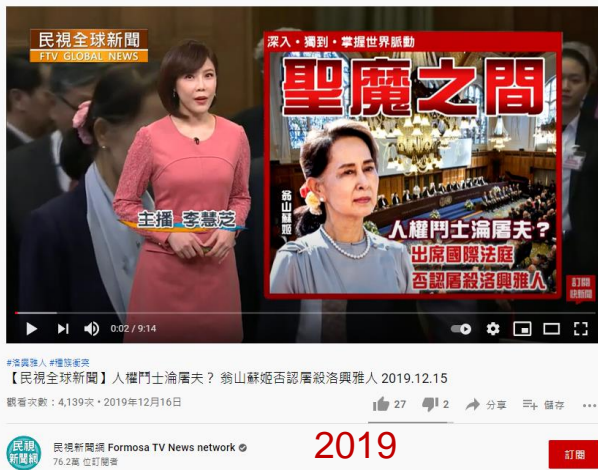 民視全球新聞
FTV GLOBAL NEWS
深入・獨到・掌握世界脈動
聖魔之間
翁山蘇姬
人權鬥士淪屠夫？
出席國際法庭
否認屠殺洛興雅人
主播 李慧芝
訂閱
快新聞
0:02 / 9:14
#洛興雅人 #種族衝突
【民視全球新聞】人權鬥士淪屠夫？ 翁山蘇姬否認屠殺洛興雅人 2019.12.15
觀看次數：4,139次・2019年12月16日
27
2
分享
儲存
民視
新聞網
民視新聞網 Formosa TV News network
76.2萬 位訂閱者
2019
訂閱